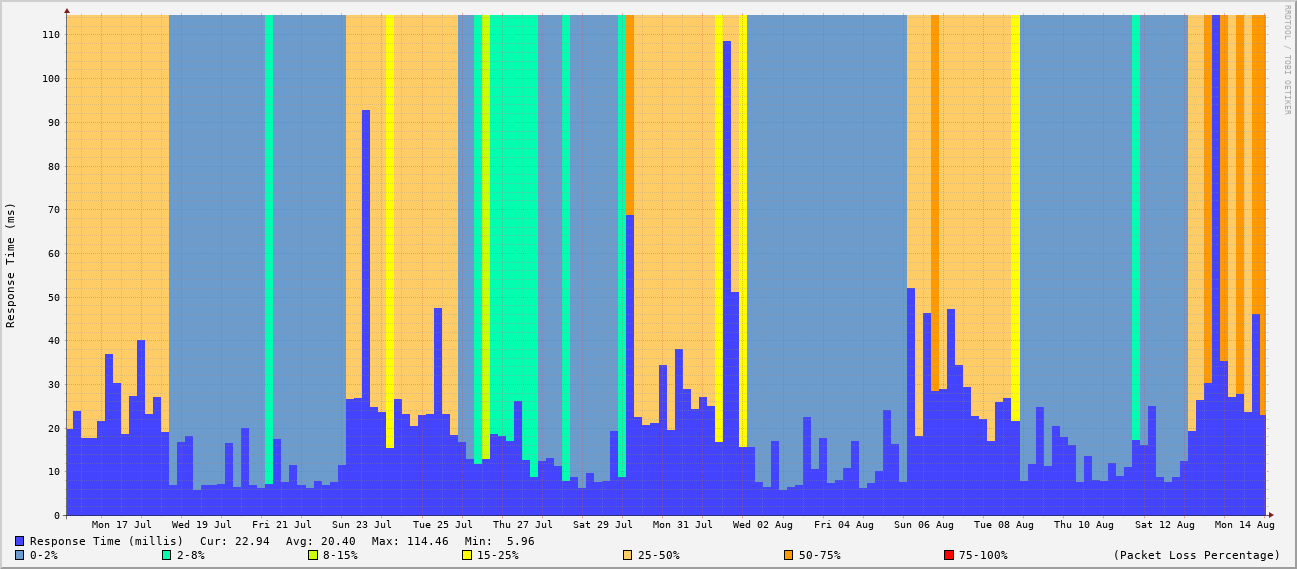 RRDTOOL / TOBI OETIKER
Response Time (ms)
110
100
90
80
70
60
50
40
30
20
10
0
Mon 17 Jul Wed 19 Jul Fri 21 Jul Sun 23 Jul Tue 25 Jul Thu 27 Jul Sat 29 Jul Mon 31 Jul Wed 02 Aug Fri 04 Aug Sun 06 Aug Tue 08 Aug Thu 10 Aug Sat 12 Aug Mon 14 Aug
Response Time (millis) Cur: 22.94 Avg: 20.40 Max: 114.46 Min: 5.96
0-2% 2-8% 8-15% 15-25% 25-50% 50-75% 75-100% (Packet Loss Percentage)